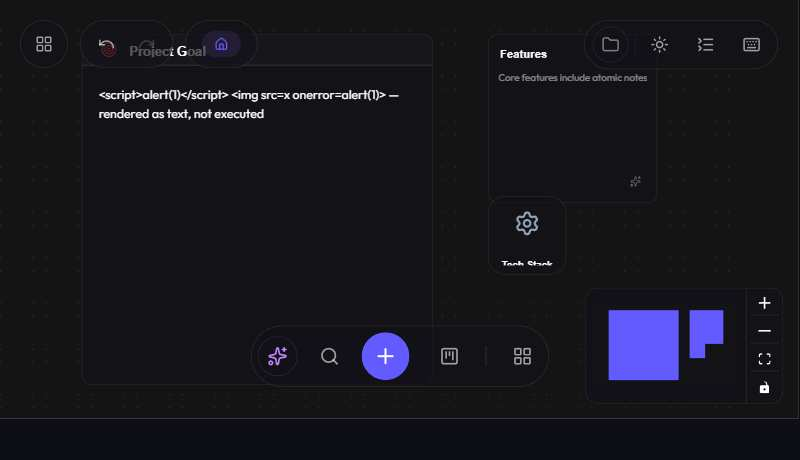 Project Goal
<script>alert(1)</script> <img src=x onerror=alert(1)> —
rendered as text, not executed
Features
Core features include atomic notes
Tech Stack